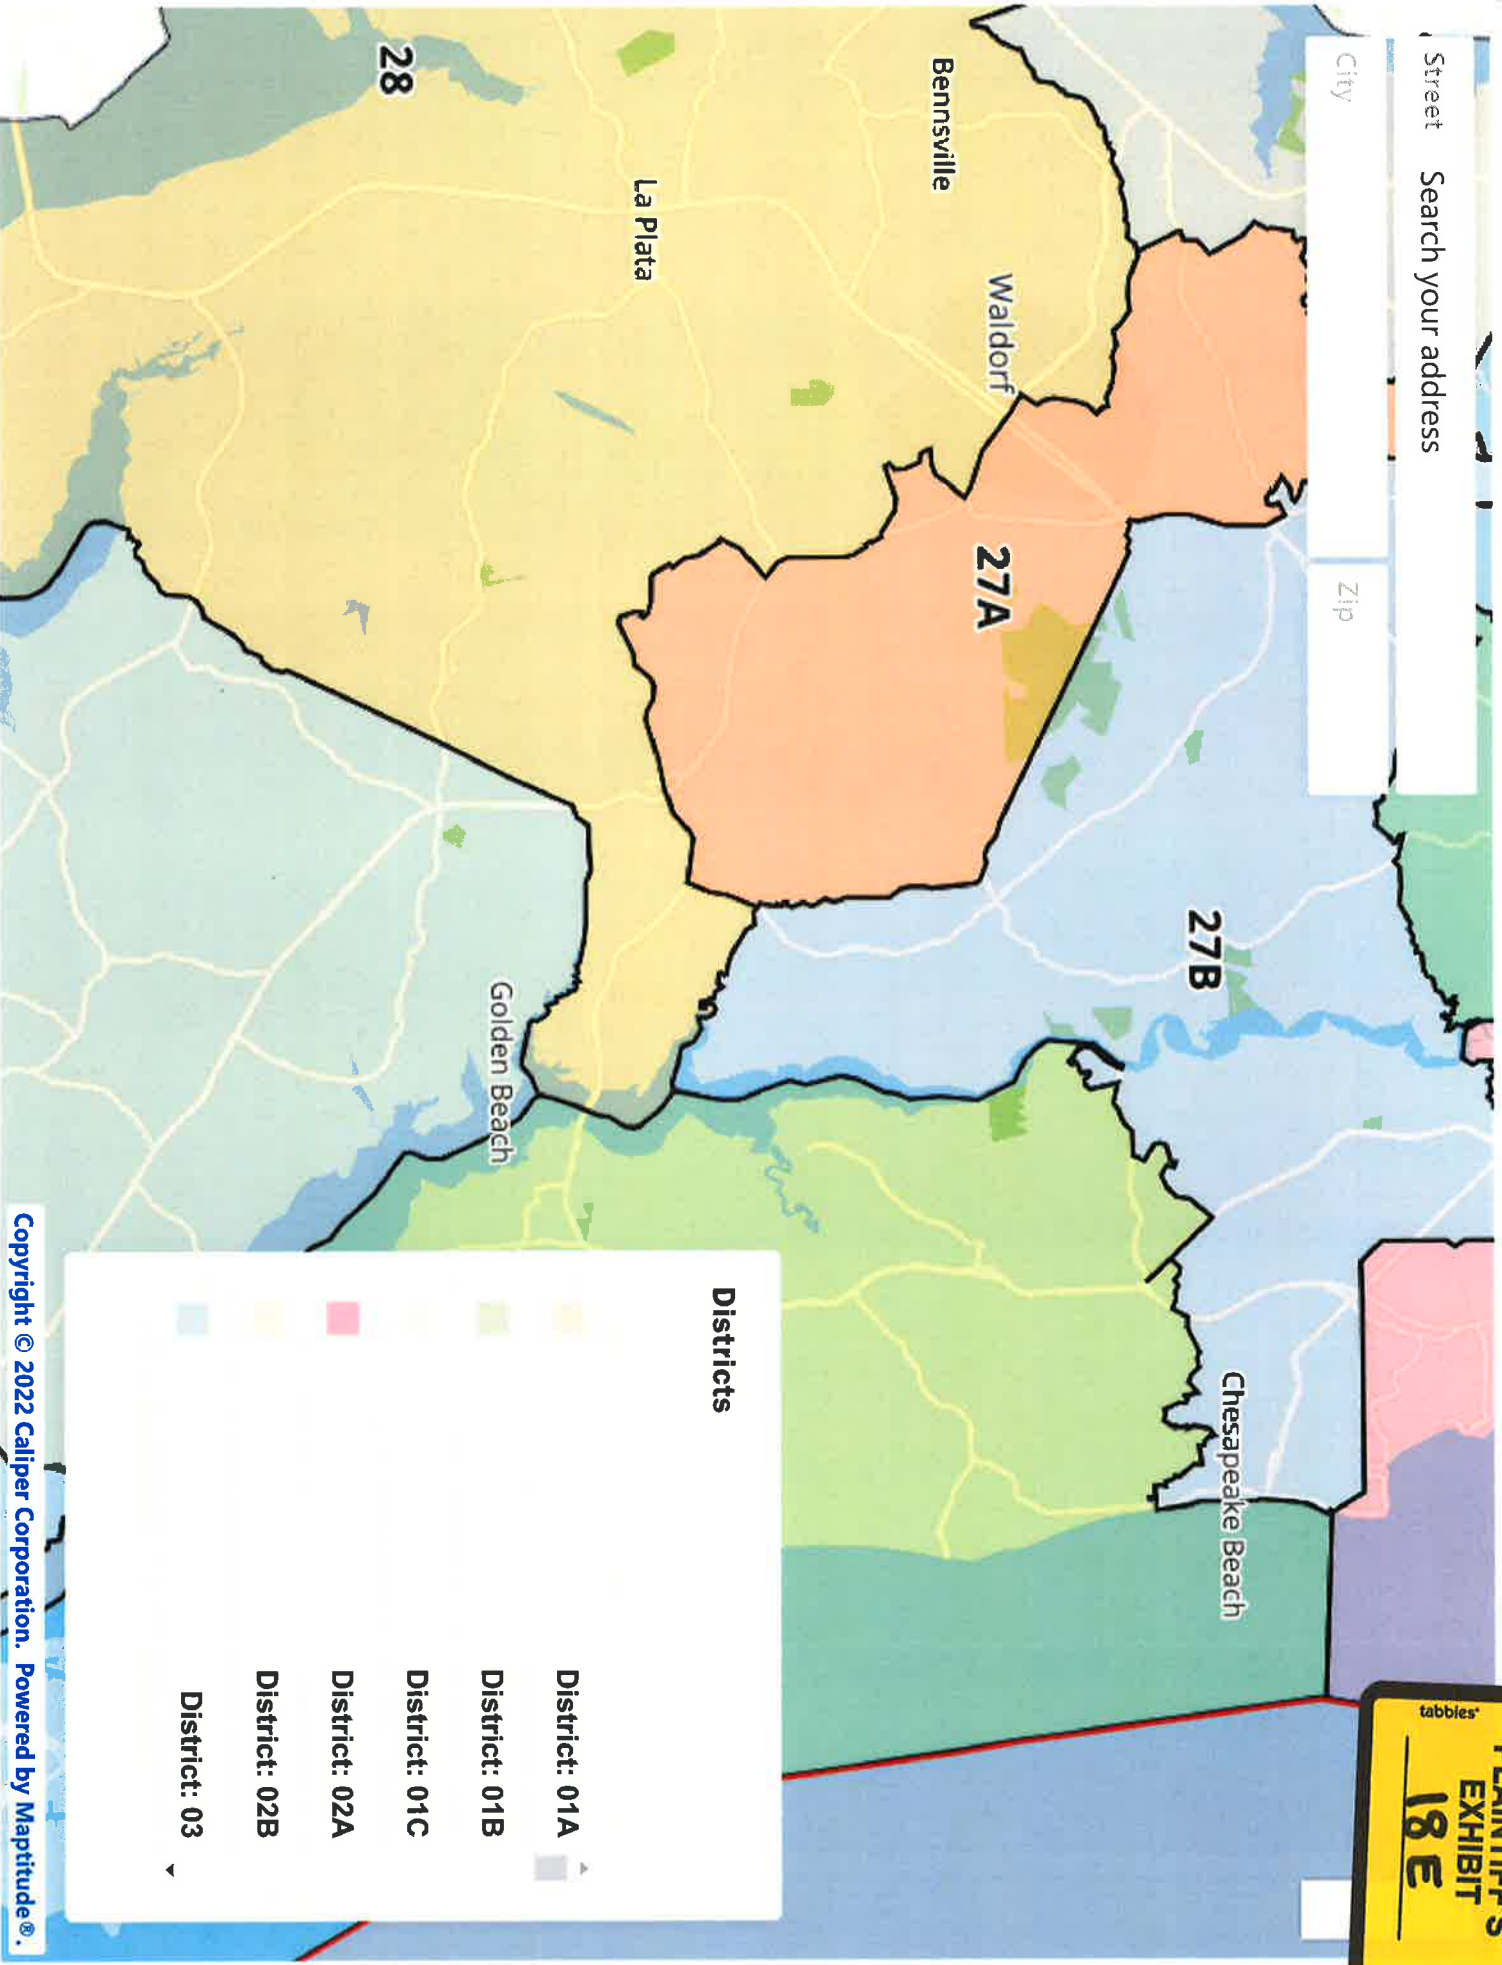 Street Search your address
City Zip
28
Bennsville
La Plata
Waldorf
27A
27B
Golden Beach
Chesapeake Beach
Districts
District: 01A
District: 01B
District: 01C
District: 02A
District: 02B
District: 03
Copyright © 2022 Caliper Corporation. Powered by Maptitude®.
tabbies®
PLAINTIFF'S
EXHIBIT
18E